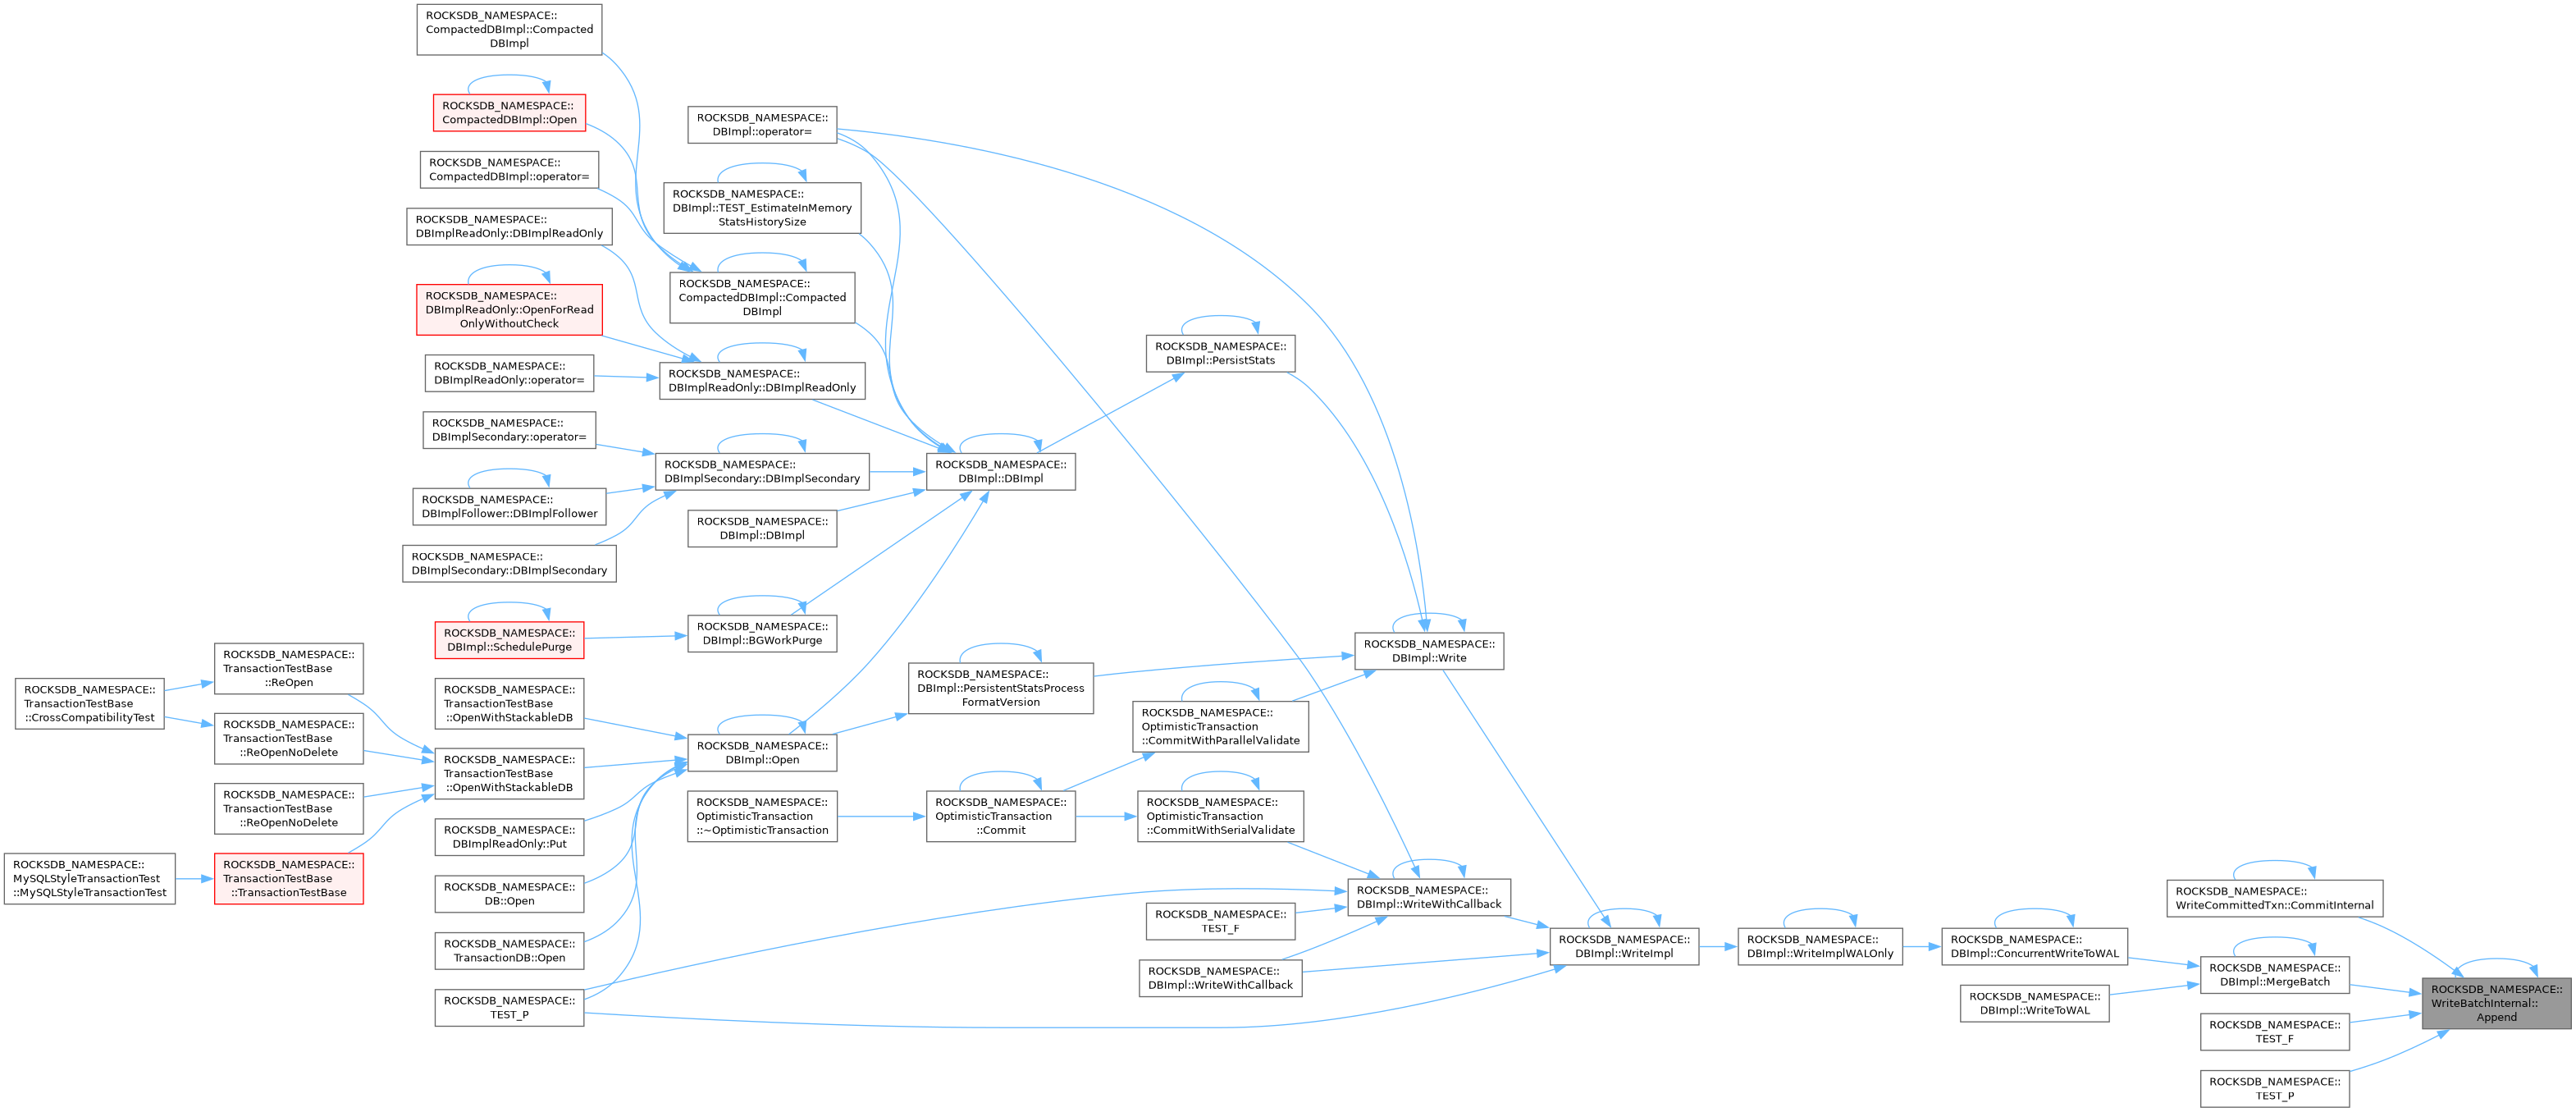 ROCKSDB_NAMESPACE::
CompactedDBImpl::Compacted
DBImpl
ROCKSDB_NAMESPACE::
CompactedDBImpl::Open
ROCKSDB_NAMESPACE::
CompactedDBImpl::operator=
ROCKSDB_NAMESPACE::
DBImplReadOnly::DBImplReadOnly
ROCKSDB_NAMESPACE::
DBImplReadOnly::OpenForRead
OnlyWithoutCheck
ROCKSDB_NAMESPACE::
DBImplReadOnly::operator=
ROCKSDB_NAMESPACE::
DBImplSecondary::operator=
ROCKSDB_NAMESPACE::
DBImplFollower::DBImplFollower
ROCKSDB_NAMESPACE::
DBImplSecondary::DBImplSecondary
ROCKSDB_NAMESPACE::
DBImpl::SchedulePurge
ROCKSDB_NAMESPACE::
TransactionTestBase
::OpenWithStackableDB
ROCKSDB_NAMESPACE::
TransactionTestBase
::OpenWithStackableDB
ROCKSDB_NAMESPACE::
DBImplReadOnly::Put
ROCKSDB_NAMESPACE::
DB::Open
ROCKSDB_NAMESPACE::
TransactionDB::Open
ROCKSDB_NAMESPACE::
TEST_P
ROCKSDB_NAMESPACE::
TransactionTestBase
::ReOpen
ROCKSDB_NAMESPACE::
TransactionTestBase
::ReOpenNoDelete
ROCKSDB_NAMESPACE::
TransactionTestBase
::ReOpenNoDelete
ROCKSDB_NAMESPACE::
TransactionTestBase
::TransactionTestBase
ROCKSDB_NAMESPACE::
TransactionTestBase
::CrossCompatibilityTest
ROCKSDB_NAMESPACE::
MySQLStyleTransactionTest
::MySQLStyleTransactionTest
ROCKSDB_NAMESPACE::
DBImpl::operator=
ROCKSDB_NAMESPACE::
DBImpl::TEST_EstimateInMemory
StatsHistorySize
ROCKSDB_NAMESPACE::
CompactedDBImpl::Compacted
DBImpl
ROCKSDB_NAMESPACE::
DBImplReadOnly::DBImplReadOnly
ROCKSDB_NAMESPACE::
DBImplSecondary::DBImplSecondary
ROCKSDB_NAMESPACE::
DBImpl::DBImpl
ROCKSDB_NAMESPACE::
DBImpl::BGWorkPurge
ROCKSDB_NAMESPACE::
DBImpl::Open
ROCKSDB_NAMESPACE::
OptimisticTransaction
::~OptimisticTransaction
ROCKSDB_NAMESPACE::
DBImpl::DBImpl
ROCKSDB_NAMESPACE::
DBImpl::PersistentStatsProcess
FormatVersion
ROCKSDB_NAMESPACE::
OptimisticTransaction
::Commit
ROCKSDB_NAMESPACE::
DBImpl::PersistStats
ROCKSDB_NAMESPACE::
OptimisticTransaction
::CommitWithParallelValidate
ROCKSDB_NAMESPACE::
OptimisticTransaction
::CommitWithSerialValidate
ROCKSDB_NAMESPACE::
TEST_F
ROCKSDB_NAMESPACE::
DBImpl::WriteWithCallback
ROCKSDB_NAMESPACE::
DBImpl::Write
ROCKSDB_NAMESPACE::
DBImpl::WriteWithCallback
ROCKSDB_NAMESPACE::
DBImpl::WriteImpl
ROCKSDB_NAMESPACE::
DBImpl::WriteImplWALOnly
ROCKSDB_NAMESPACE::
DBImpl::ConcurrentWriteToWAL
ROCKSDB_NAMESPACE::
DBImpl::WriteToWAL
ROCKSDB_NAMESPACE::
WriteCommittedTxn::CommitInternal
ROCKSDB_NAMESPACE::
DBImpl::MergeBatch
ROCKSDB_NAMESPACE::
TEST_F
ROCKSDB_NAMESPACE::
TEST_P
ROCKSDB_NAMESPACE::
WriteBatchInternal::
Append